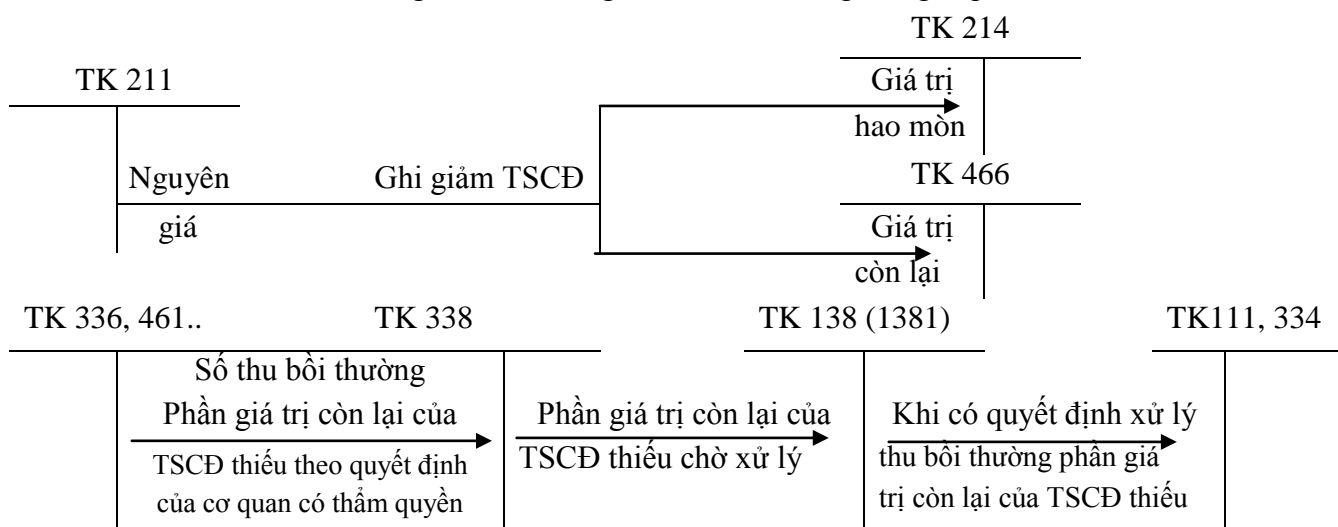 TK 214
TK 211
Giá trị
hao mòn
Nguyên
giá
Ghi giảm TSCĐ
TK 466
Giá trị
còn lại
TK 336, 461..
TK 338
TK 138 (1381)
TK111, 334
Số thu bồi thường
Phần giá trị còn lại của
TSCĐ thiếu theo quyết định
của cơ quan có thẩm quyền
Phần giá trị còn lại của
TSCĐ thiếu chờ xử lý
Khi có quyết định xử lý
thu bồi thường phần giá
trị còn lại của TSCĐ thiếu